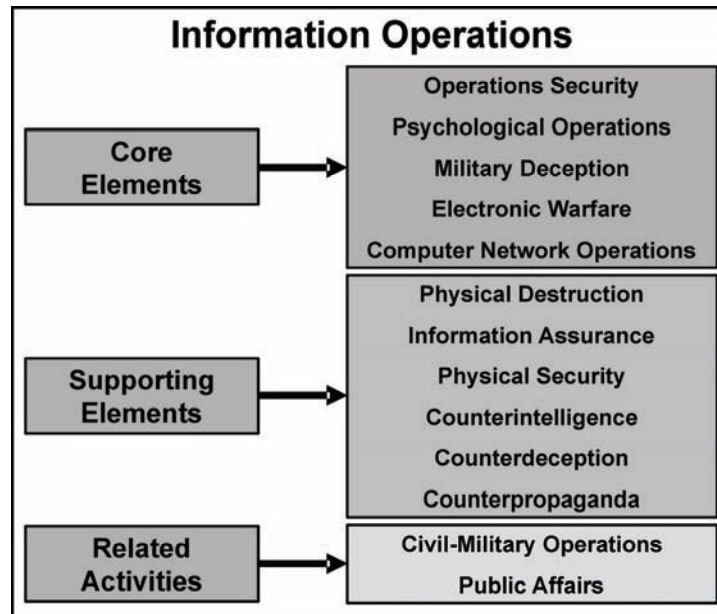 Information Operations
Core
Elements
Operations Security
Psychological Operations
Military Deception
Electronic Warfare
Computer Network Operations
Supporting
Elements
Physical Destruction
Information Assurance
Physical Security
Counterintelligence
Counterdeception
Counterpropaganda
Related
Activities
Civil-Military Operations
Public Affairs